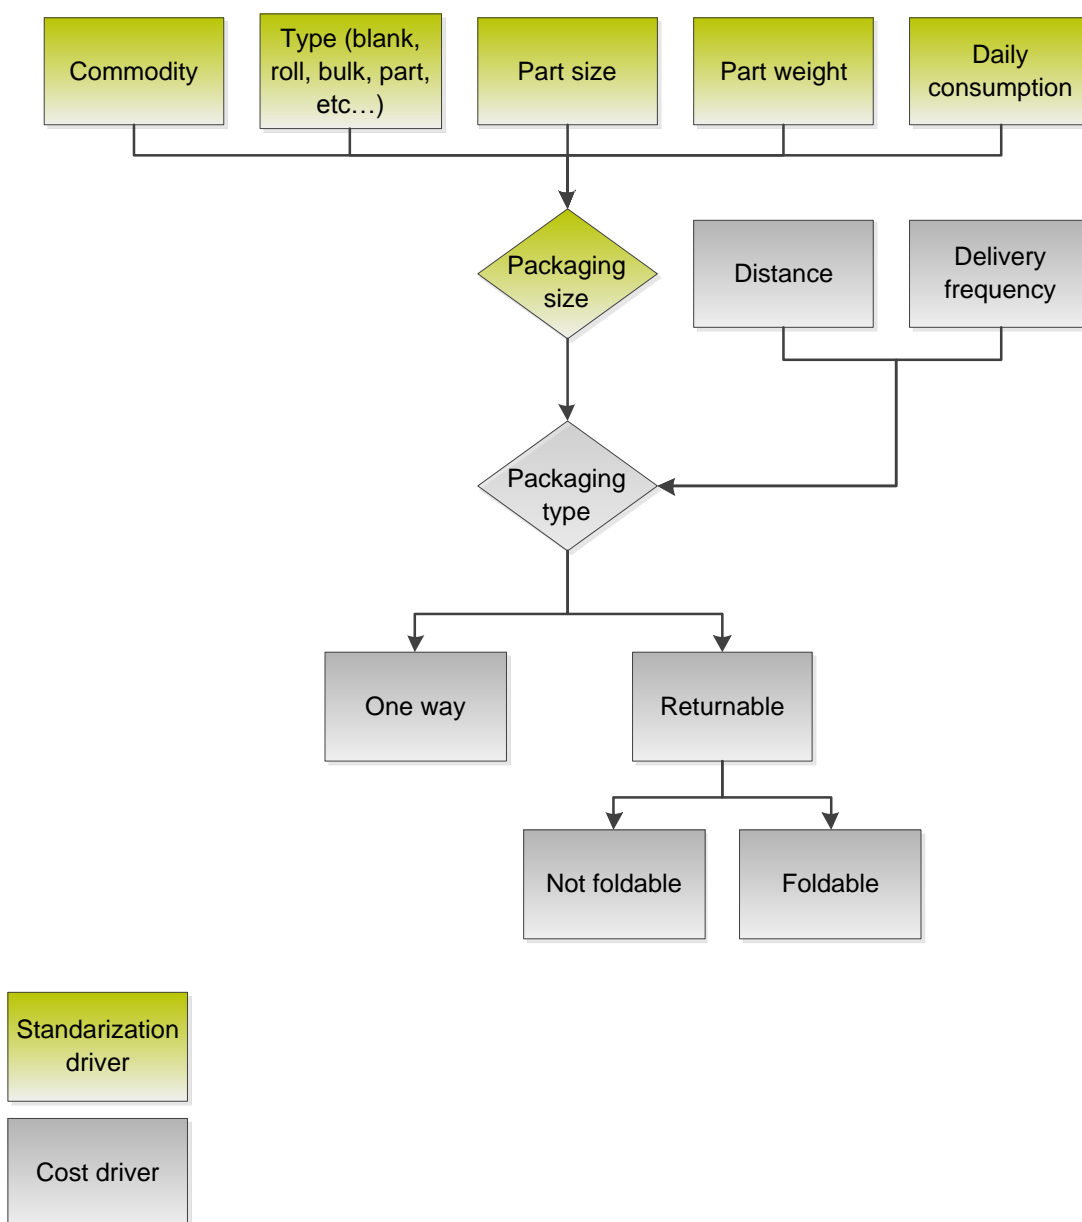 Commodity
Type (blank,
roll, bulk, part,
etc…)
Part size
Part weight
Daily
consumption
Packaging
size
Distance
Delivery
frequency
Packaging
type
One way
Returnable
Not foldable
Foldable
Standarization
driver
Cost driver